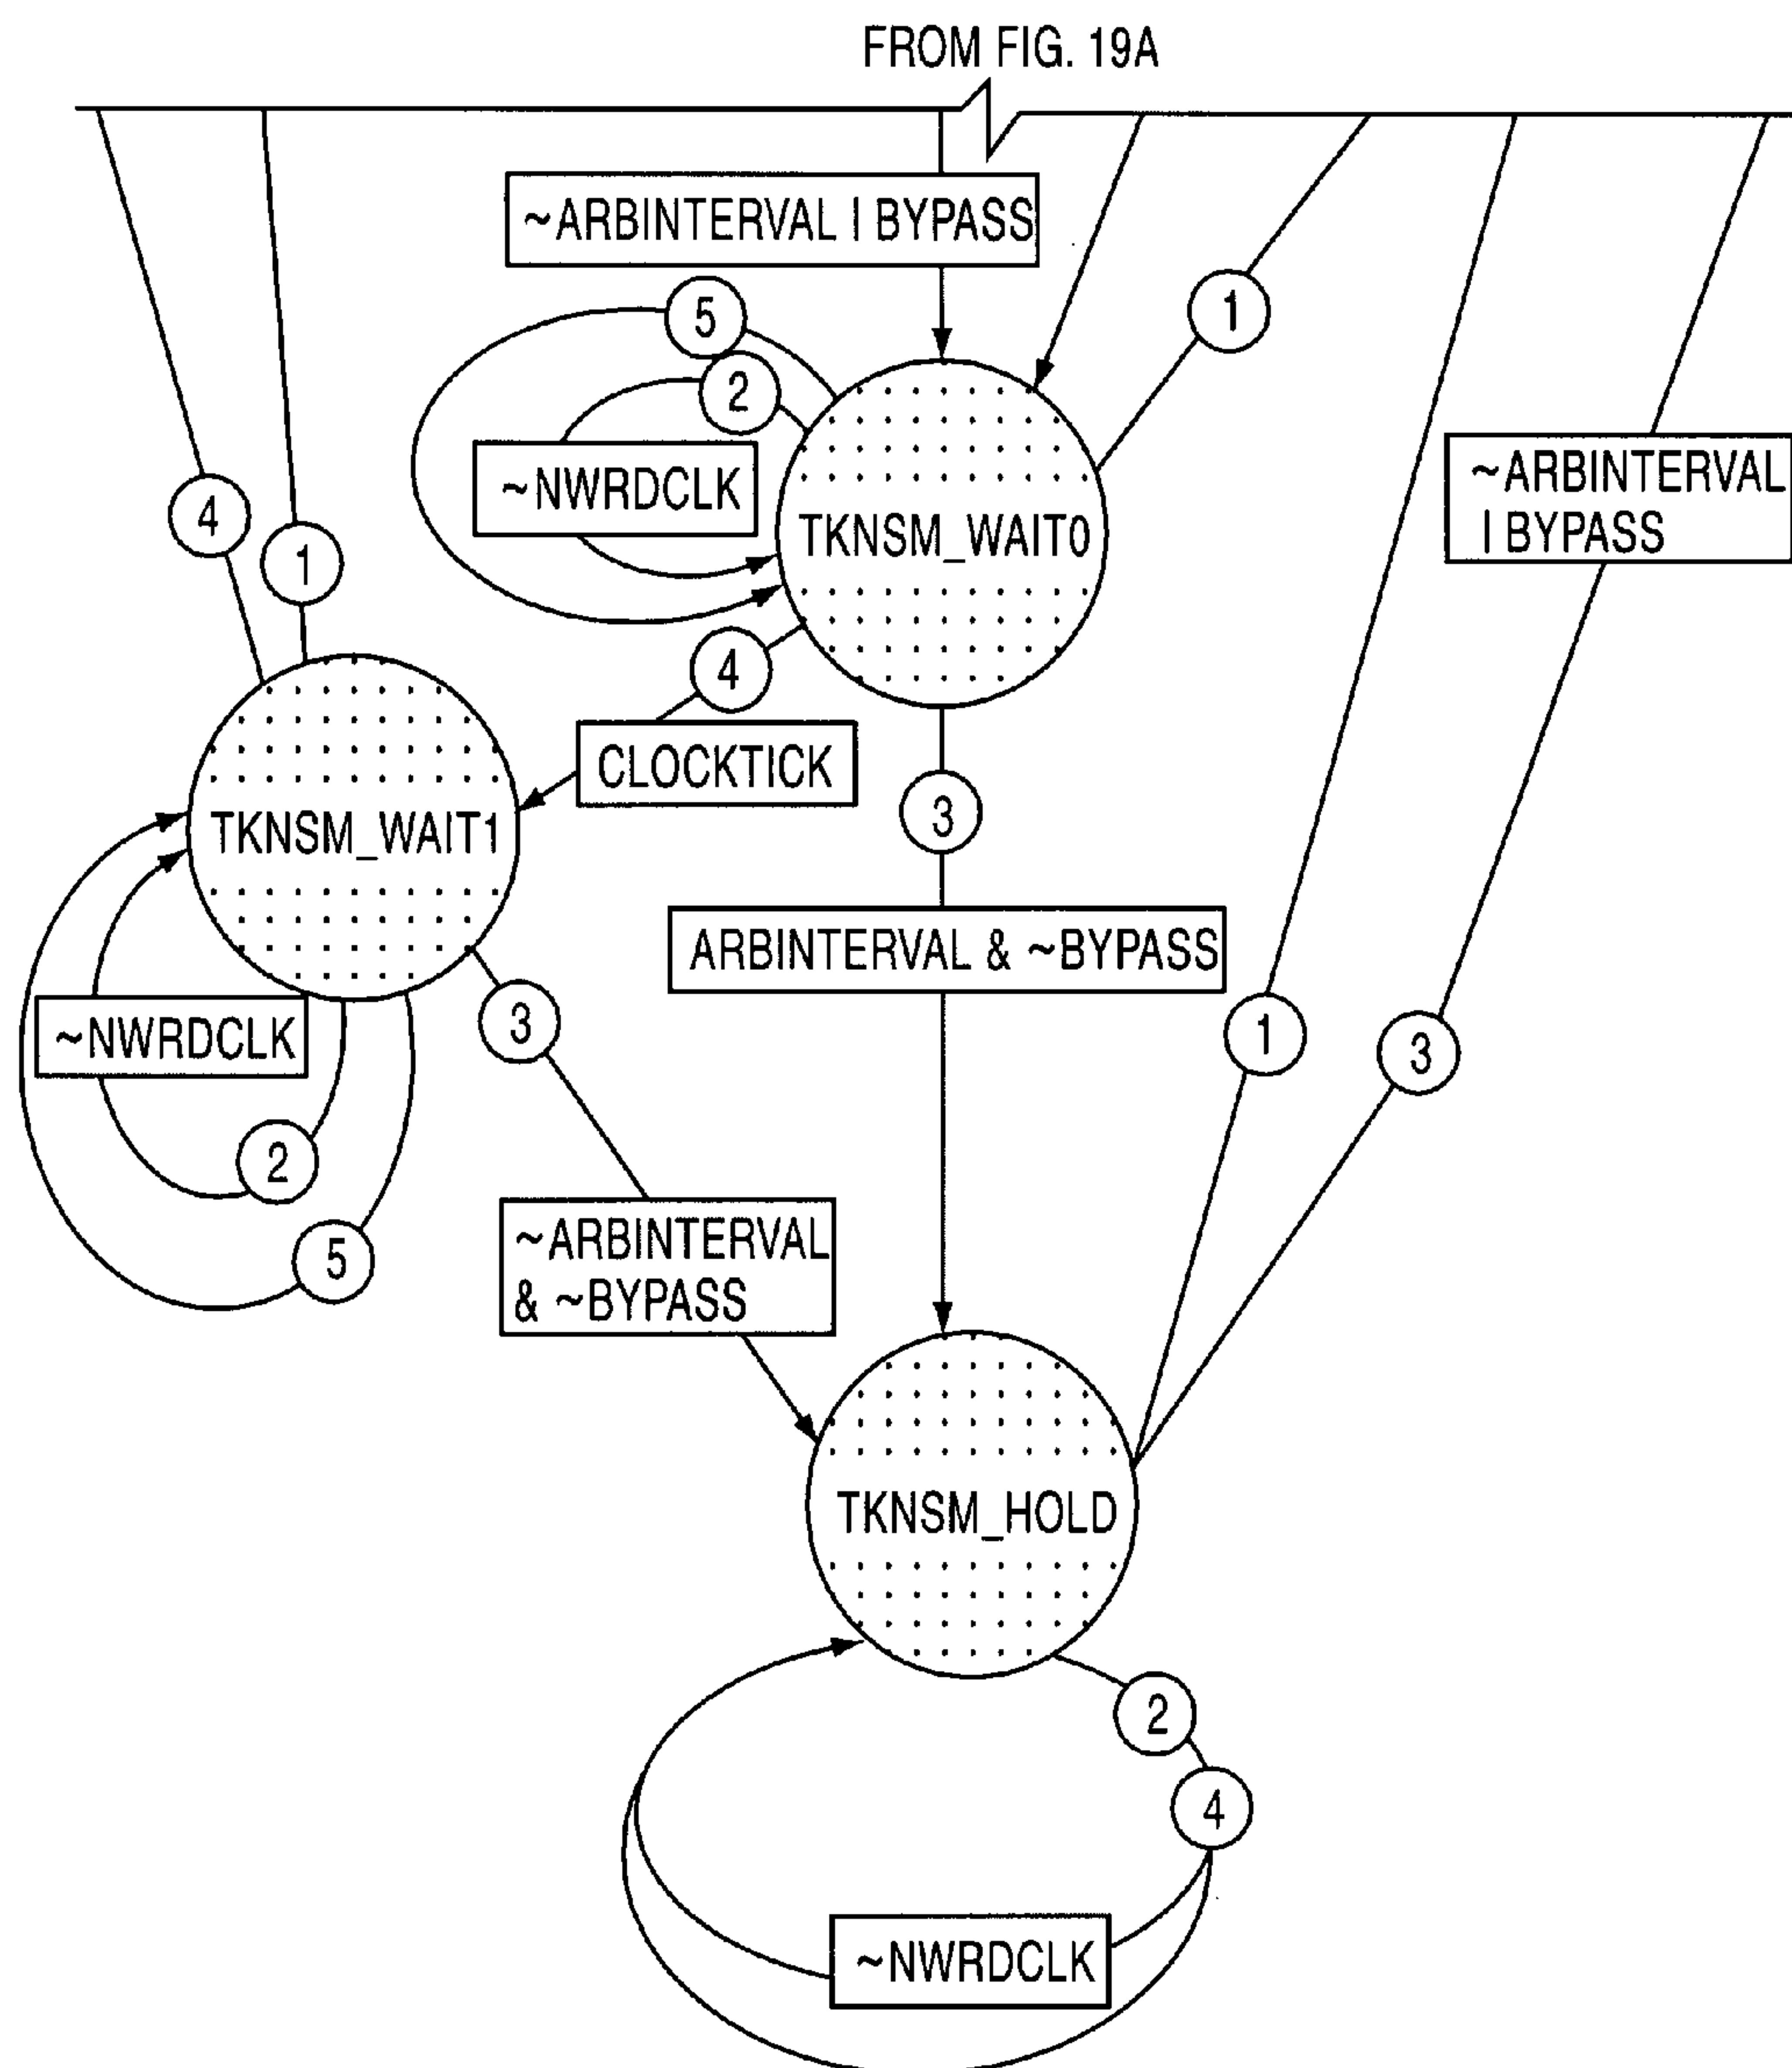 FROM FIG. 19A
~ARBINTERVAL | BYPASS
5
1
2
~NWRDCLK
~ARBINTERVAL
| BYPASS
4
TKNSM_WAIT0
1
4
CLOCKTICK
3
TKNSM_WAIT1
ARBINTERVAL & ~BYPASS
3
~NWRDCLK
1
3
2
~ARBINTERVAL
& ~BYPASS
5
TKNSM_HOLD
2
4
~NWRDCLK